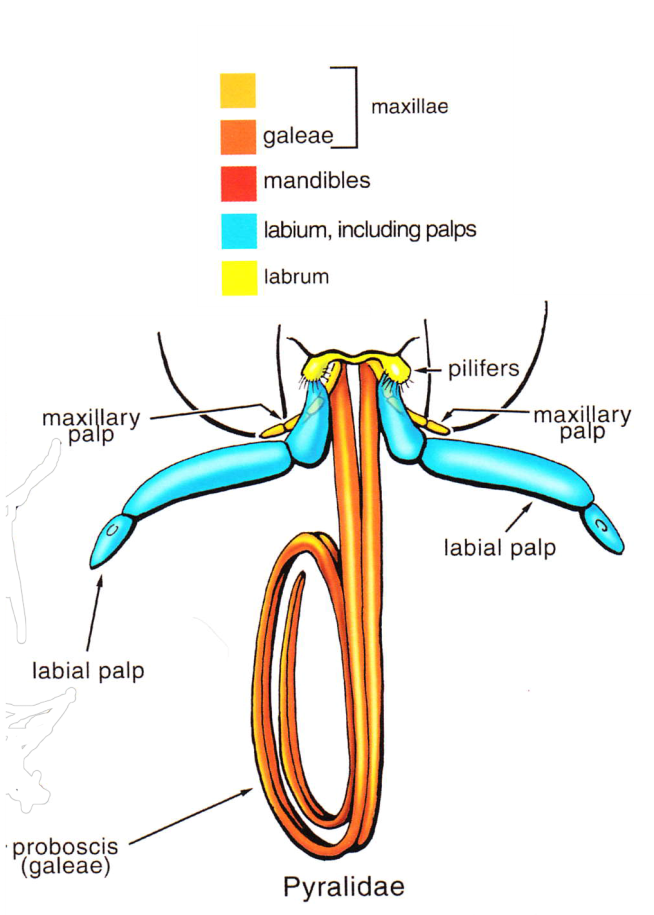 maxillae
galeae
mandibles
labium, including palps
labrum
pilifers
maxillary
palp
maxillary
palp
labial palp
labial palp
proboscis
(galeae)
Pyralidae